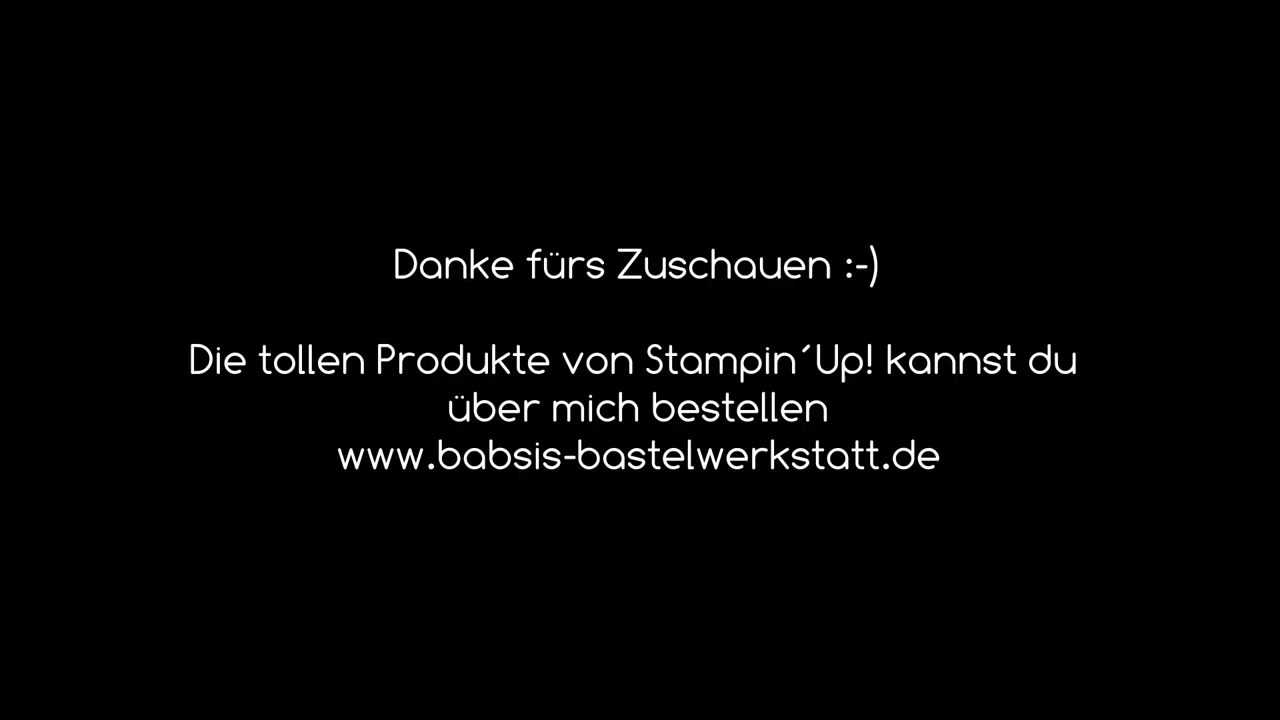 Danke fürs Zuschauen :-)
Die tollen Produkte von Stampin´Up! kannst du
über mich bestellen
www.babsis-bastelwerkstatt.de